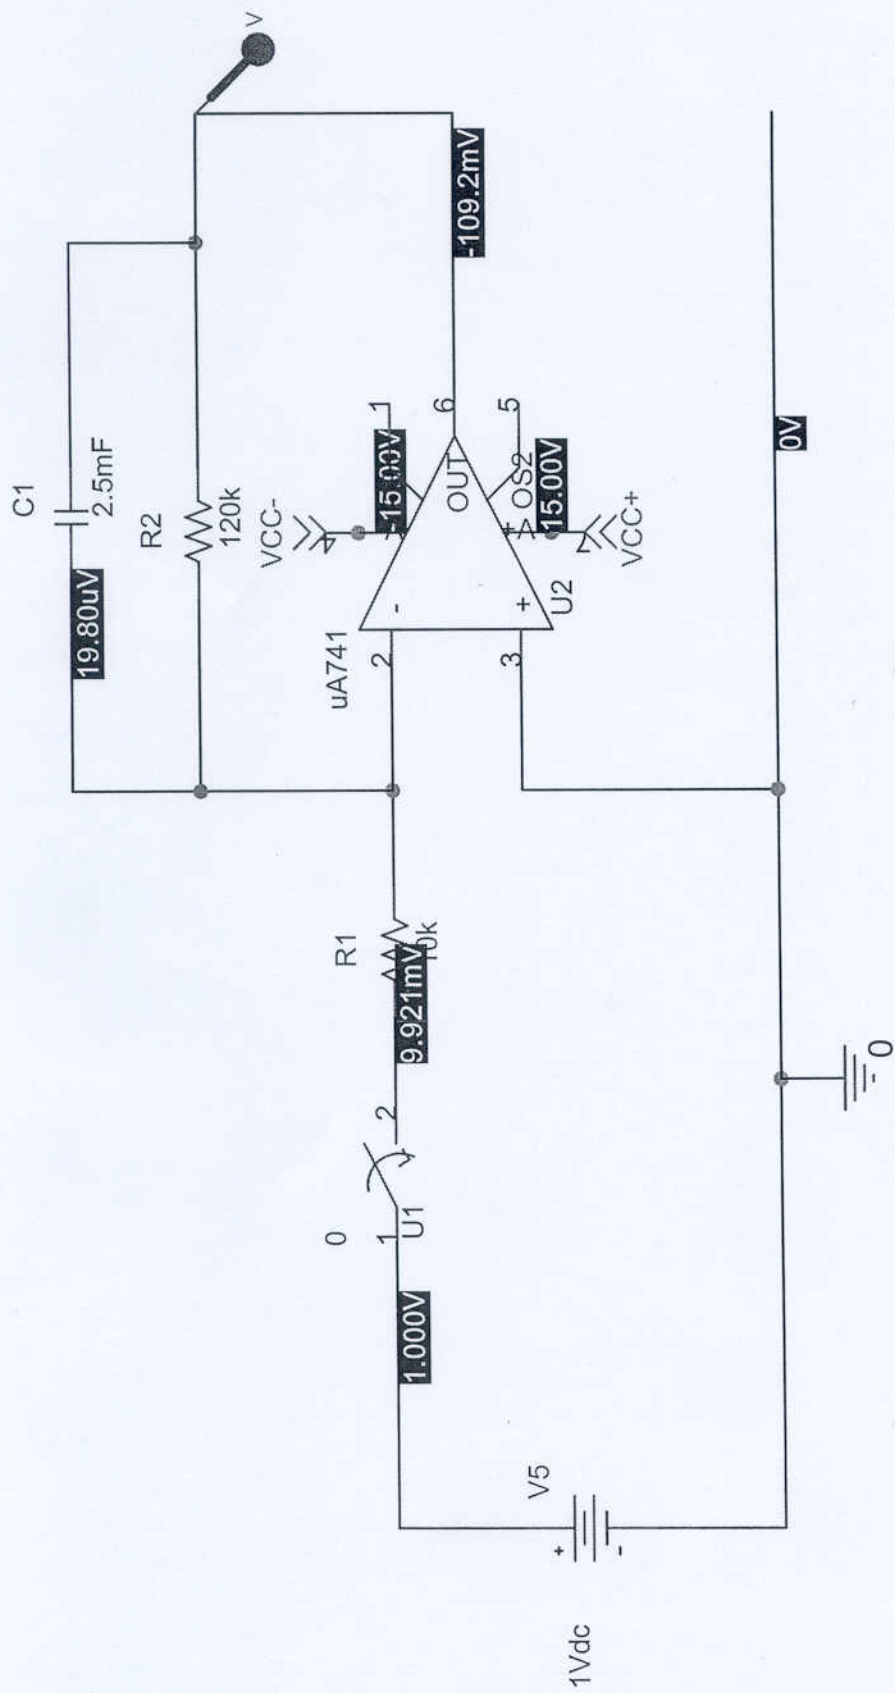 C1
19.80uV
2.5mF
R2
120k
V
VCC-
uA741
0
R1
2
-15.00V
1
1
2
9.921mV
10k
-
1.000V
U1
OUT
6
-109.2mV
3
+
OS2
5
V5
15.00V
U2
VCC+
+
-
1Vdc
0V
0